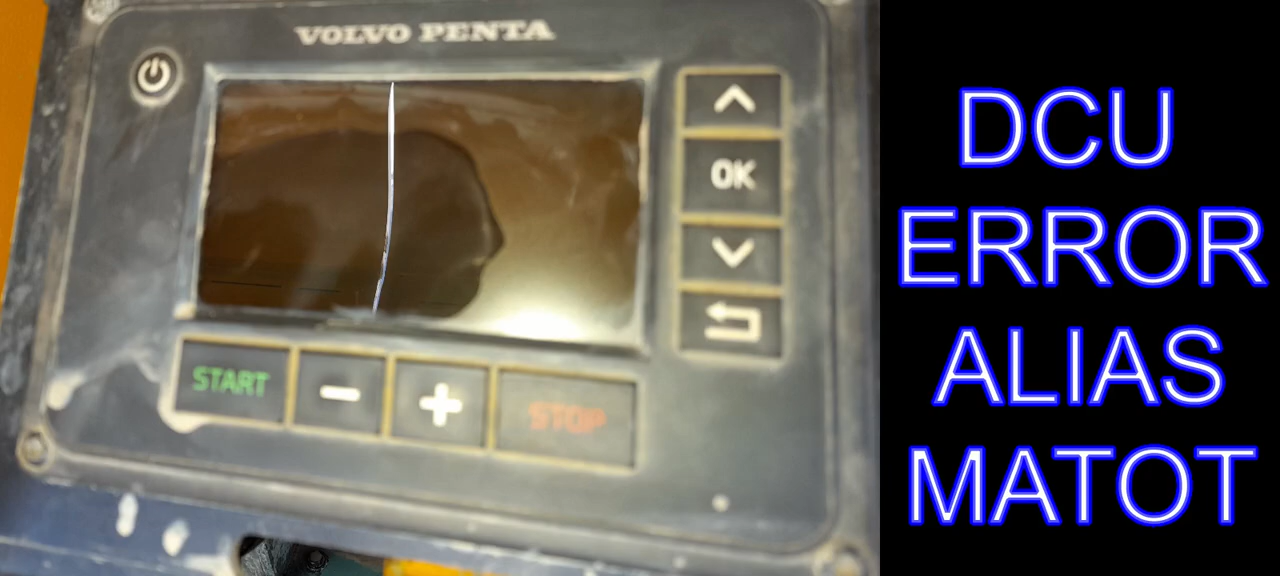 VOLVO PENTA
OK
START
STOP
DCU
ERROR
ALIAS
MATOT